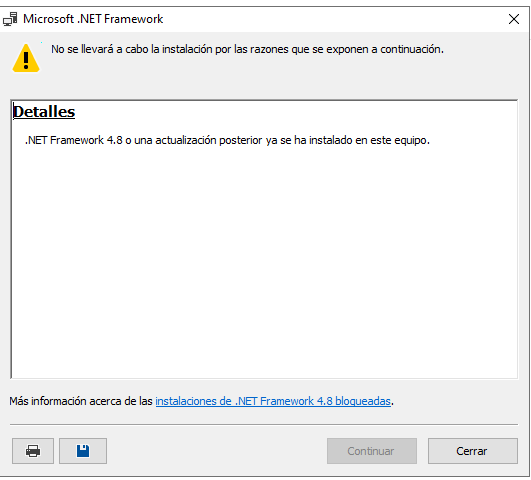 Microsoft .NET Framework
No se llevará a cabo la instalación por las razones que se exponen a continuación.
Detalles
.NET Framework 4.8 o una actualización posterior ya se ha instalado en este equipo.
Más información acerca de las instalaciones de .NET Framework 4.8 bloqueadas.
Continuar
Cerrar